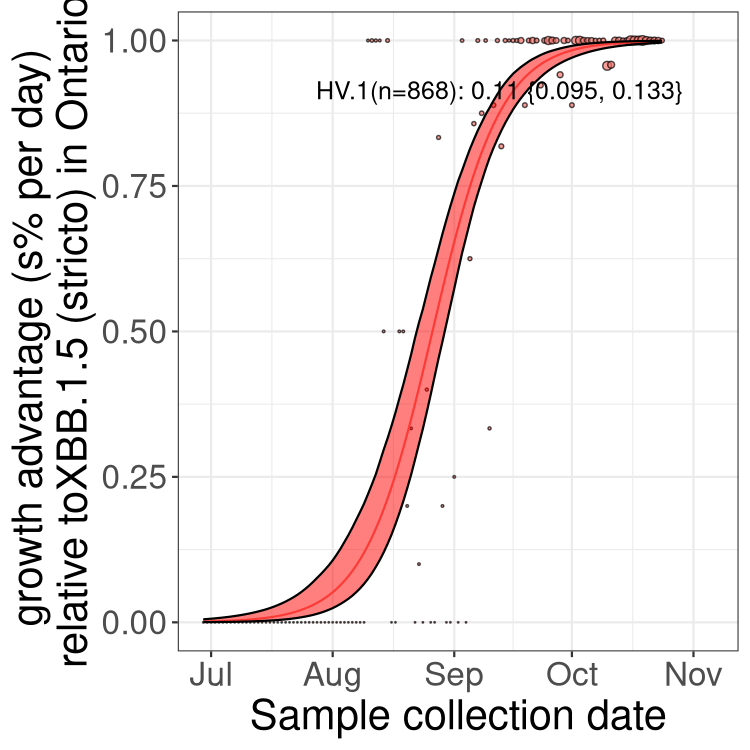 growth advantage (s% per day)
relative toXBB.1.5 (stricto) in Ontario
1.00
0.75
0.50
0.25
0.00
HV.1(n=868): 0.11 {0.095, 0.133}
Jul Aug Sep Oct Nov
Sample collection date